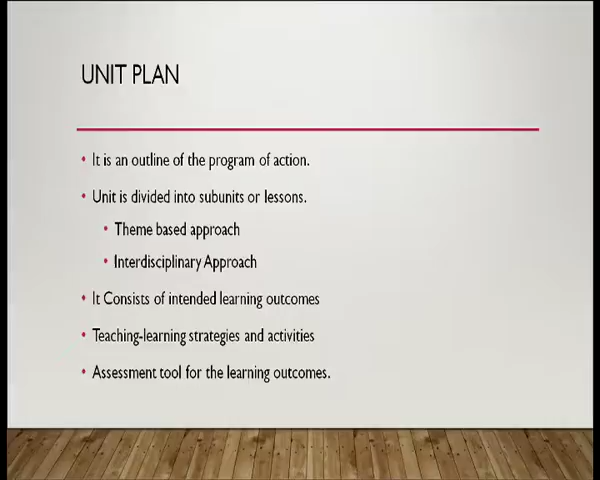 UNIT PLAN
It is an outline of the program of action.
Unit is divided into subunits or lessons.
Theme based approach
Interdisciplinary Approach
It Consists of intended learning outcomes
Teaching-learning strategies and activities
Assessment tool for the learning outcomes.